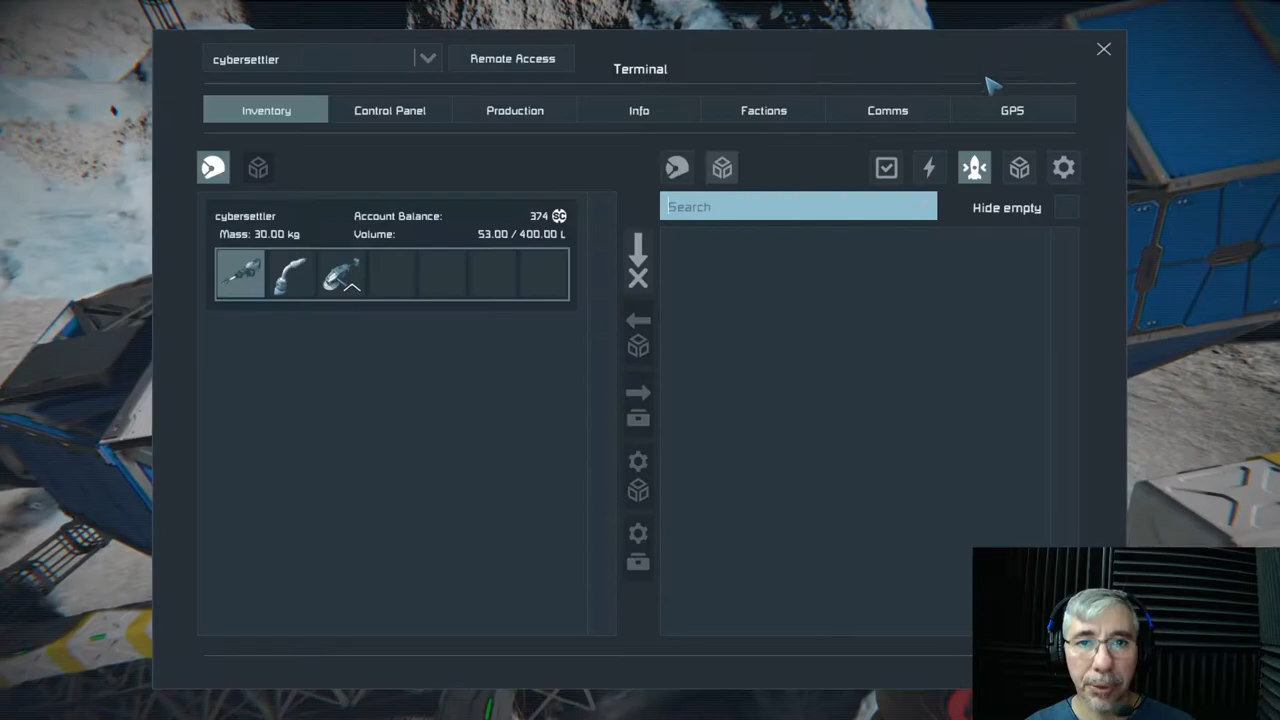 cybersettler
Remote Access
Terminal
Inventory
Control Panel
Production
Info
Factions
Comms
GPS
cybersettler
Account Balance:
374 SC
Mass: 30.00 kg
Volume:
53.00 / 400.00 L
Search
Hide empty